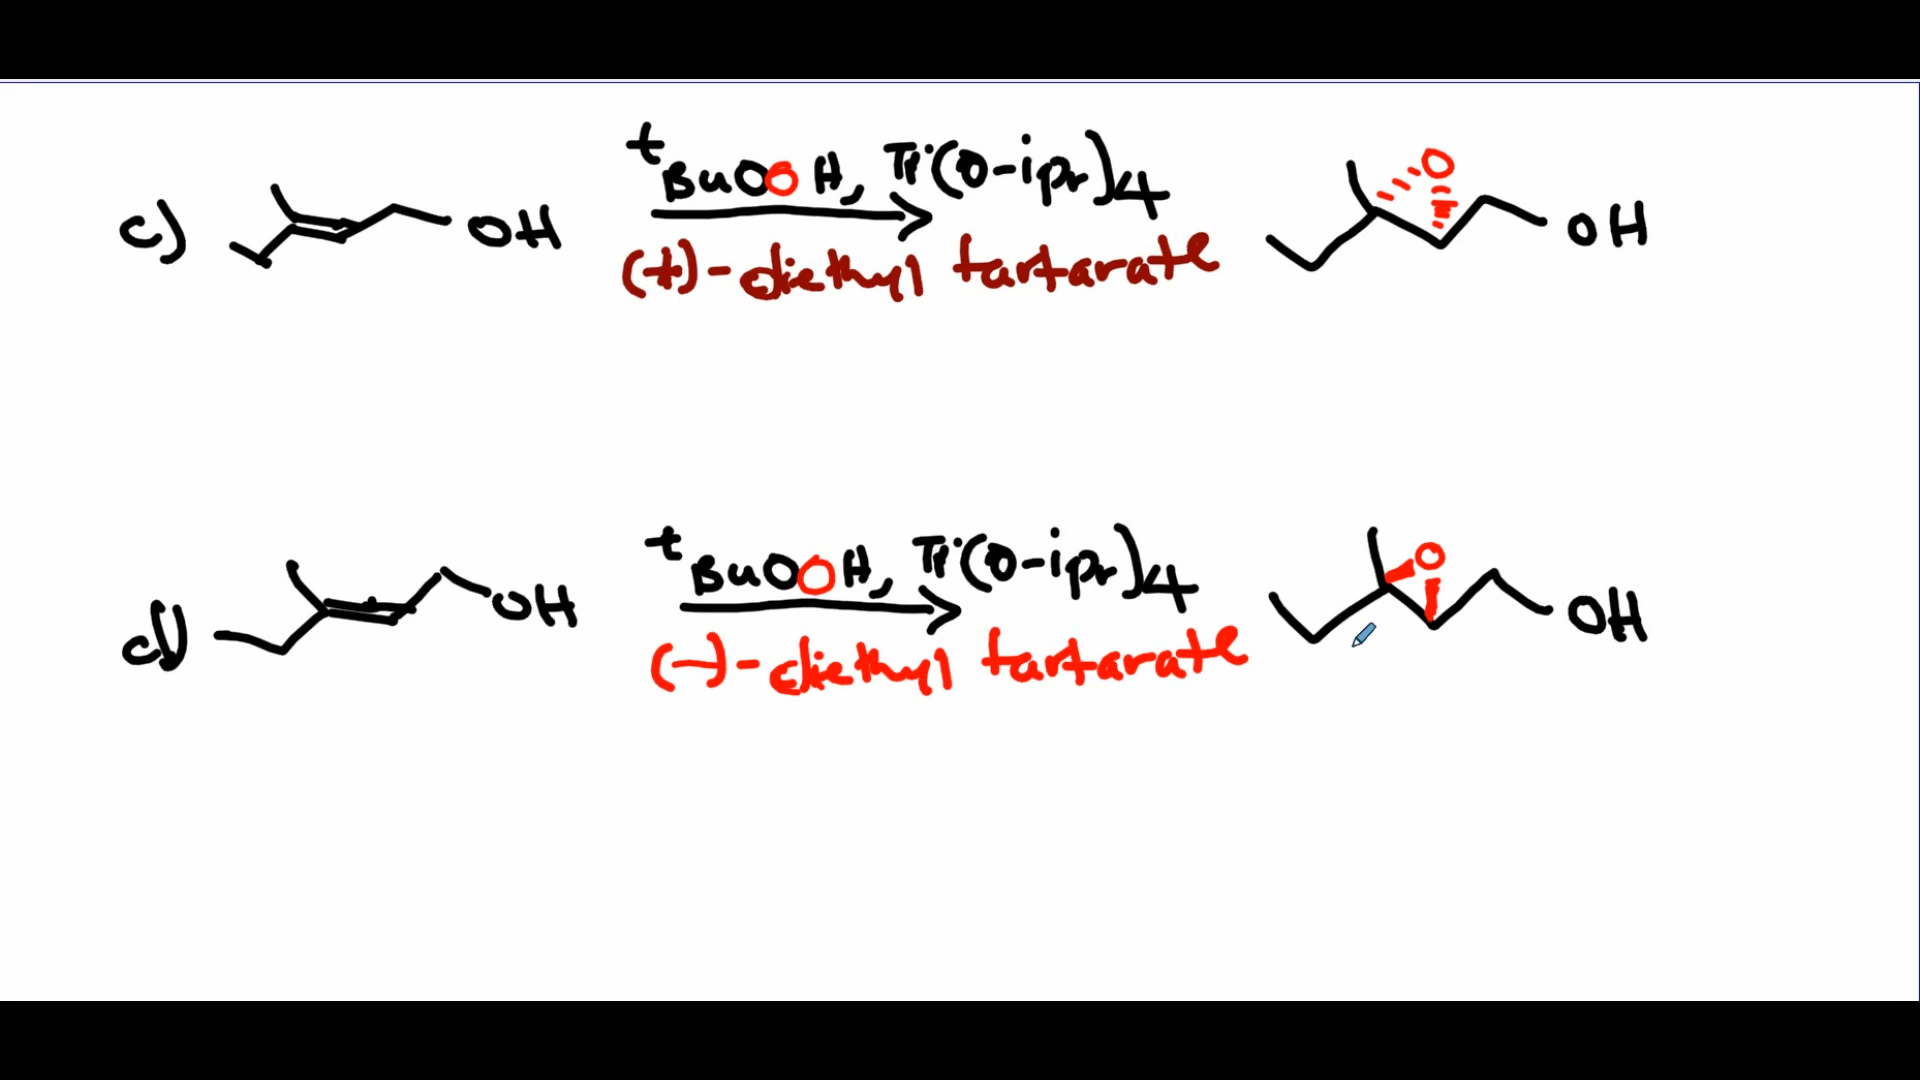 tBuOOH, Ti(O-ipr)4
O
c) OH OH
(+)-diethyl tartarate
tBuOOH, Ti(O-ipr)4
O
d) OH OH
(-)-diethyl tartarate